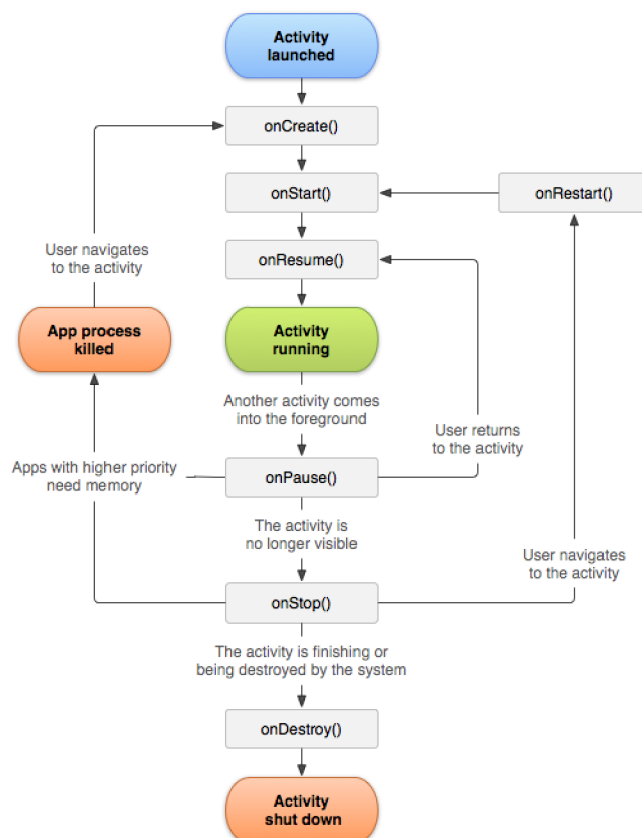 Activity
launched
onCreate()
onStart()
onRestart()
User navigates
to the activity
onResume()
App process
killed
Activity
running
Another activity comes
into the foreground
User returns
to the activity
Apps with higher priority
need memory
onPause()
The activity is
no longer visible
User navigates
to the activity
onStop()
The activity is finishing or
being destroyed by the system
onDestroy()
Activity
shut down